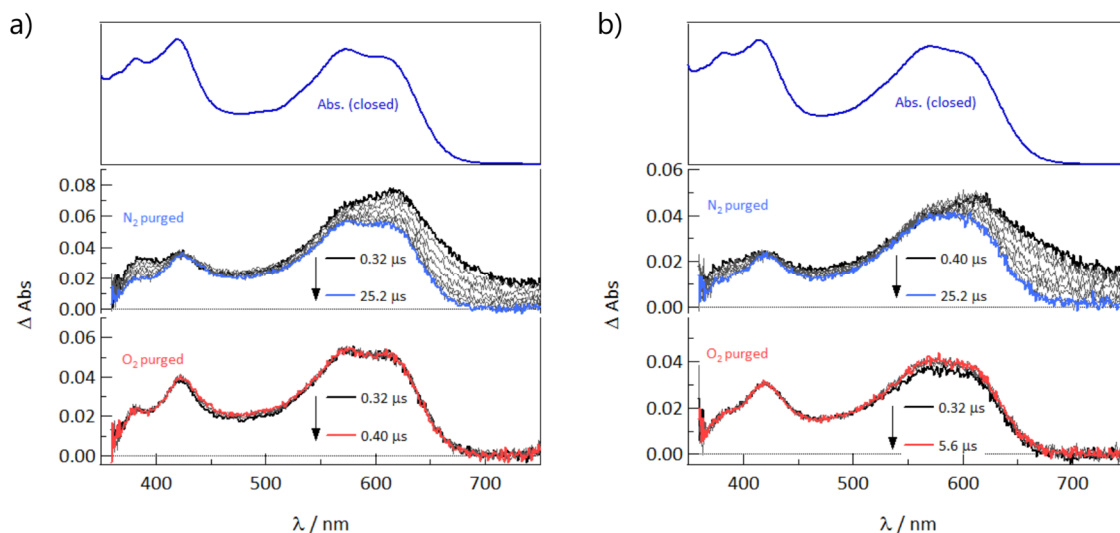 a)
Abs. (closed)
0.08
0.06
0.04
0.02
0.00
N₂ purged
0.32 μs
25.2 μs
Δ Abs
0.06
0.04
0.02
0.00
O₂ purged
0.32 μs
0.40 μs
400
500
600
700
λ / nm
b)
Abs. (closed)
0.06
0.04
0.02
0.00
N₂ purged
0.40 μs
25.2 μs
Δ Abs
0.06
0.04
0.02
0.00
O₂ purged
0.32 μs
5.6 μs
400
500
600
700
λ / nm